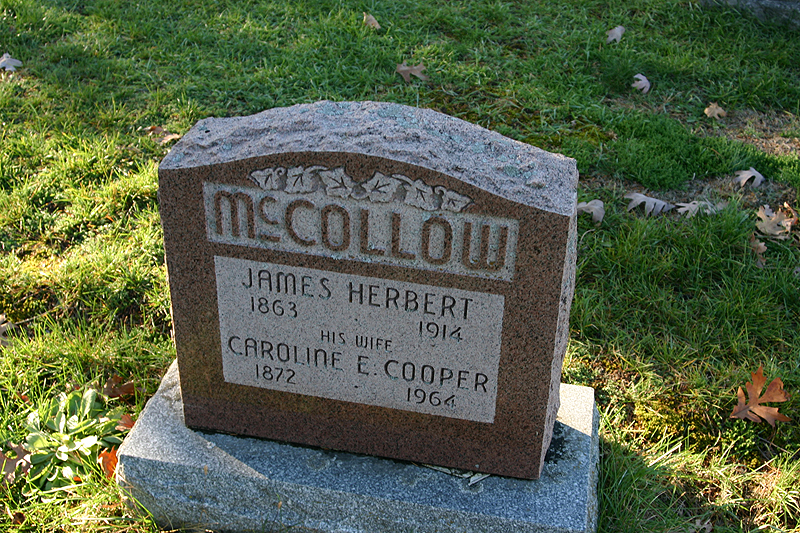 McCOLLOW
JAMES HERBERT
1863 1914
HIS WIFE
CAROLINE E. COOPER
1872 1964